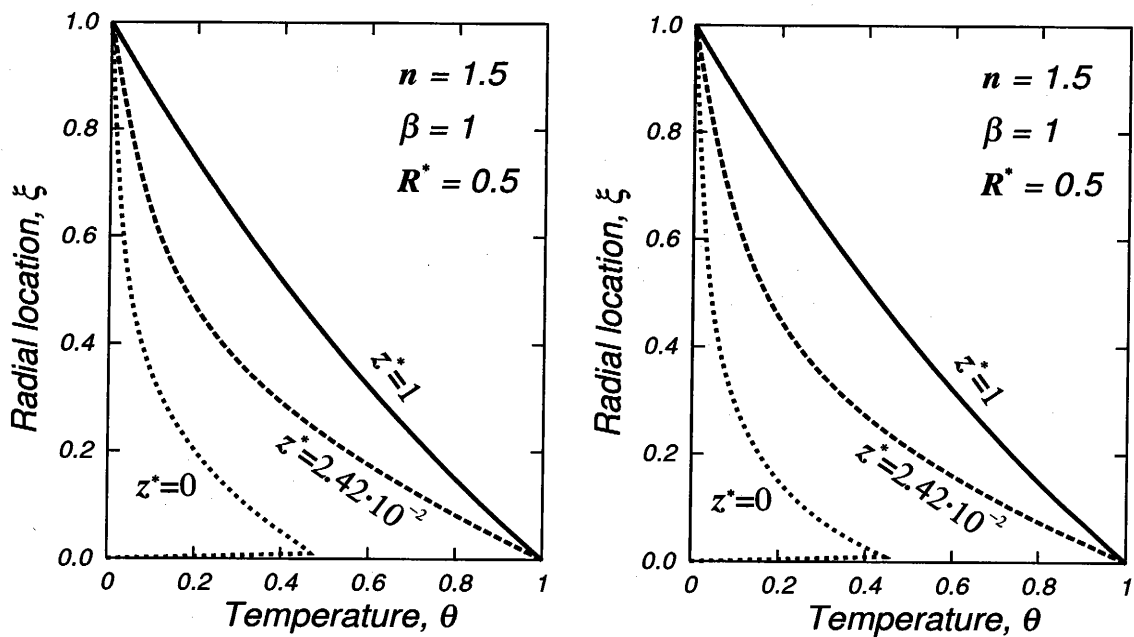 1.0
0.8
0.6
0.4
0.2
0.0
Radial location, ξ
n = 1.5
β = 1
R* = 0.5
z*=1
z*=2.42·10⁻²
z*=0
0 0.2 0.4 0.6 0.8 1
Temperature, θ
1.0
0.8
0.6
0.4
0.2
0.0
Radial location, ξ
n = 1.5
β = 1
R* = 0.5
z*=1
z*=2.42·10⁻²
z*=0
0 0.2 0.4 0.6 0.8 1
Temperature, θ